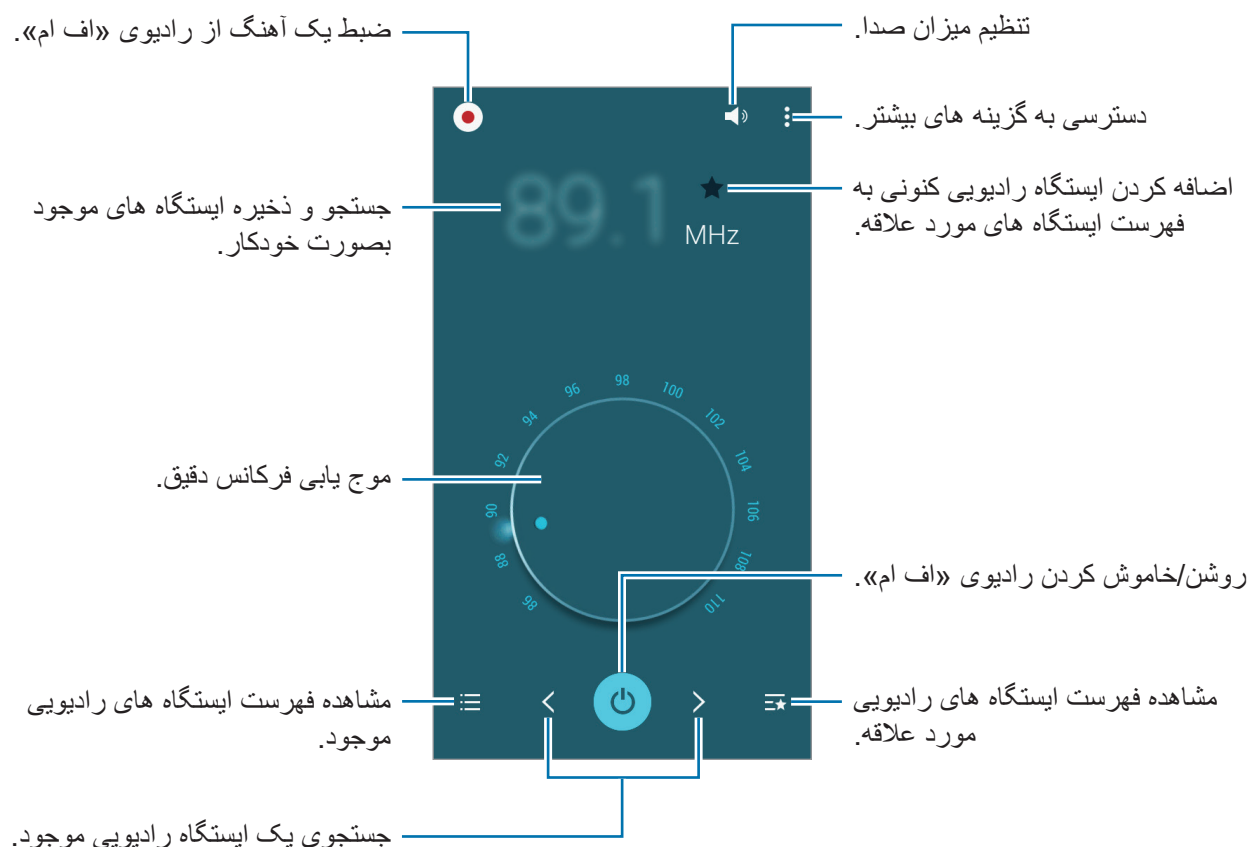 ضبط یک آهنگ از رادیوی «اف ام».
تنظیم میزان صدا.
دسترسی به گزینه های بیشتر.
اضافه کردن ایستگاه رادیویی کنونی به
فهرست ایستگاه های مورد علاقه.
89.1
MHz
جستجو و ذخیره ایستگاه های موجود
بصورت خودکار.
86
88
90
92
94
96
98
100
102
104
106
108
110
موج یابی فرکانس دقیق.
روشن/خاموش کردن رادیوی «اف ام».
مشاهده فهرست ایستگاه های رادیویی
مورد علاقه.
مشاهده فهرست ایستگاه های رادیویی
موجود.
جستجوی یک ایستگاه رادیویی موجود.